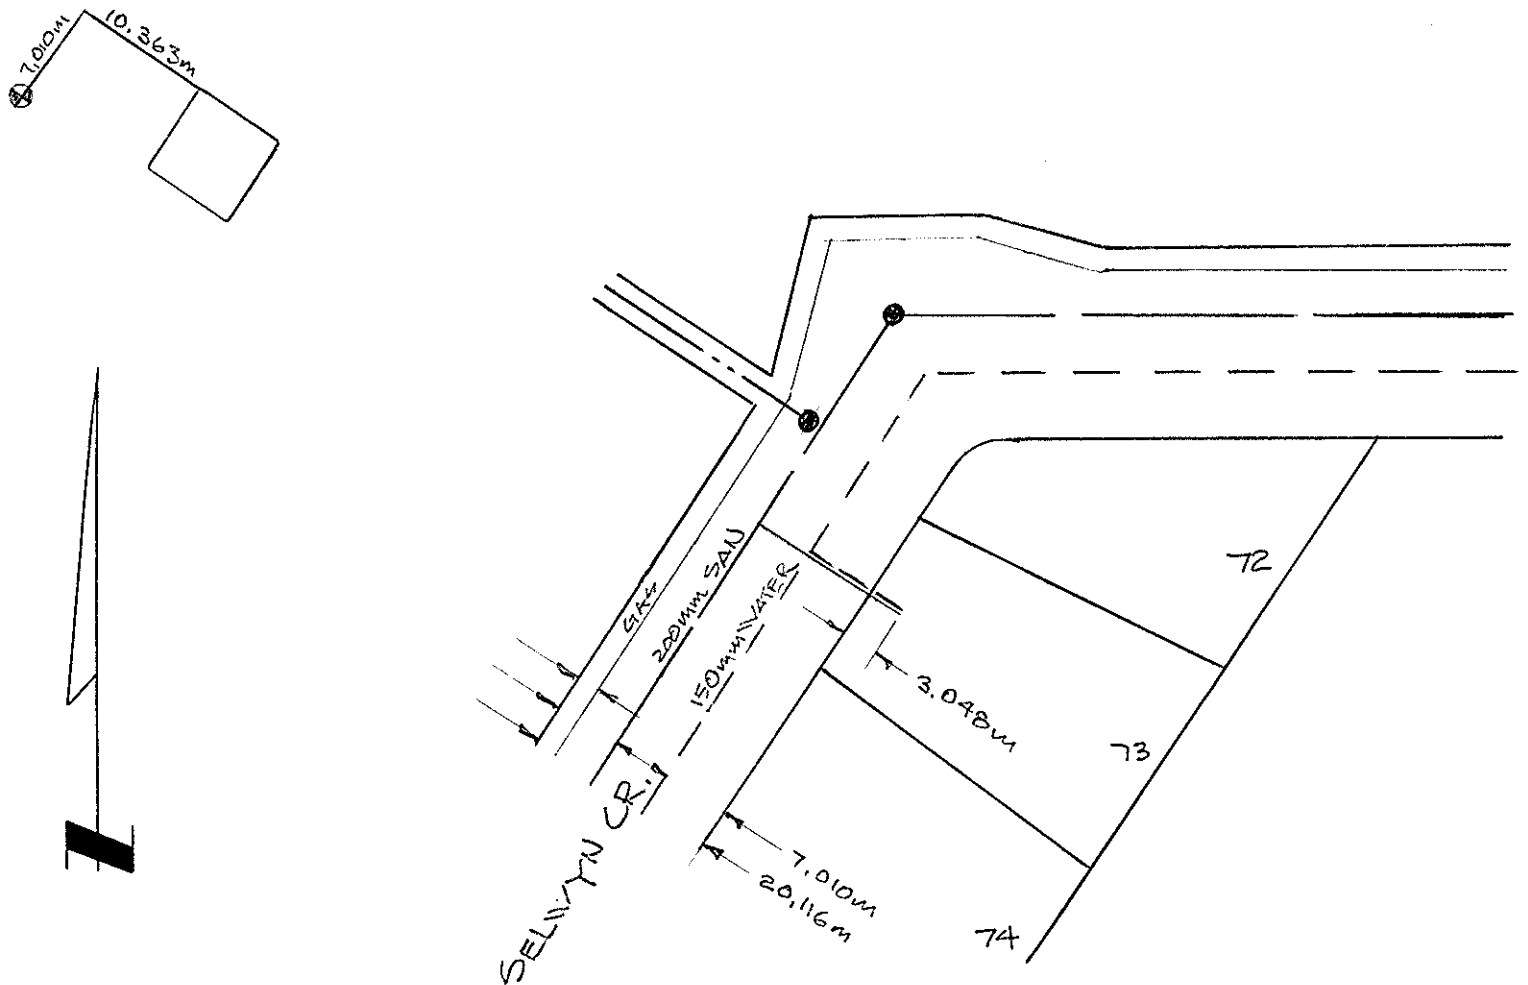 7.010m
10.363m
GAS
200mm SAN
150mm WATER
72
3.048m
73
SELWYN CR.
7.010m
20.116m
74